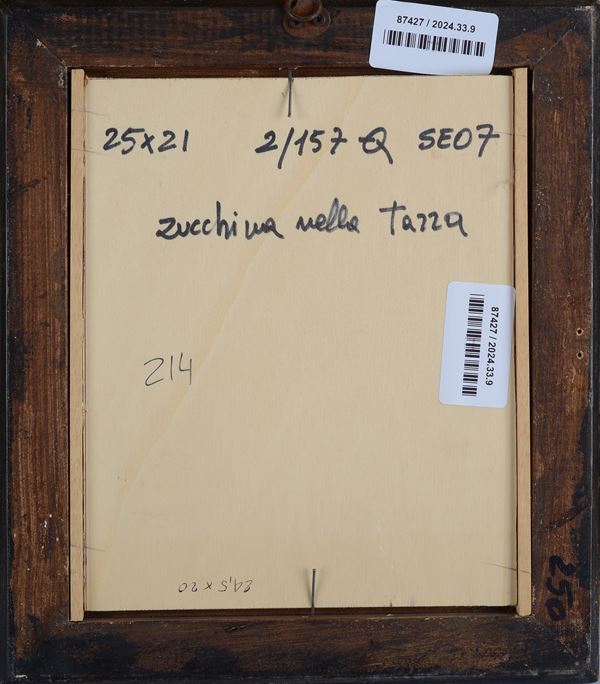 87427 / 2024.33.9
25x21 2/157 Q SE07
zucchina nella Tazza
87427 / 2024.33.9
214
24,5 x 20
250